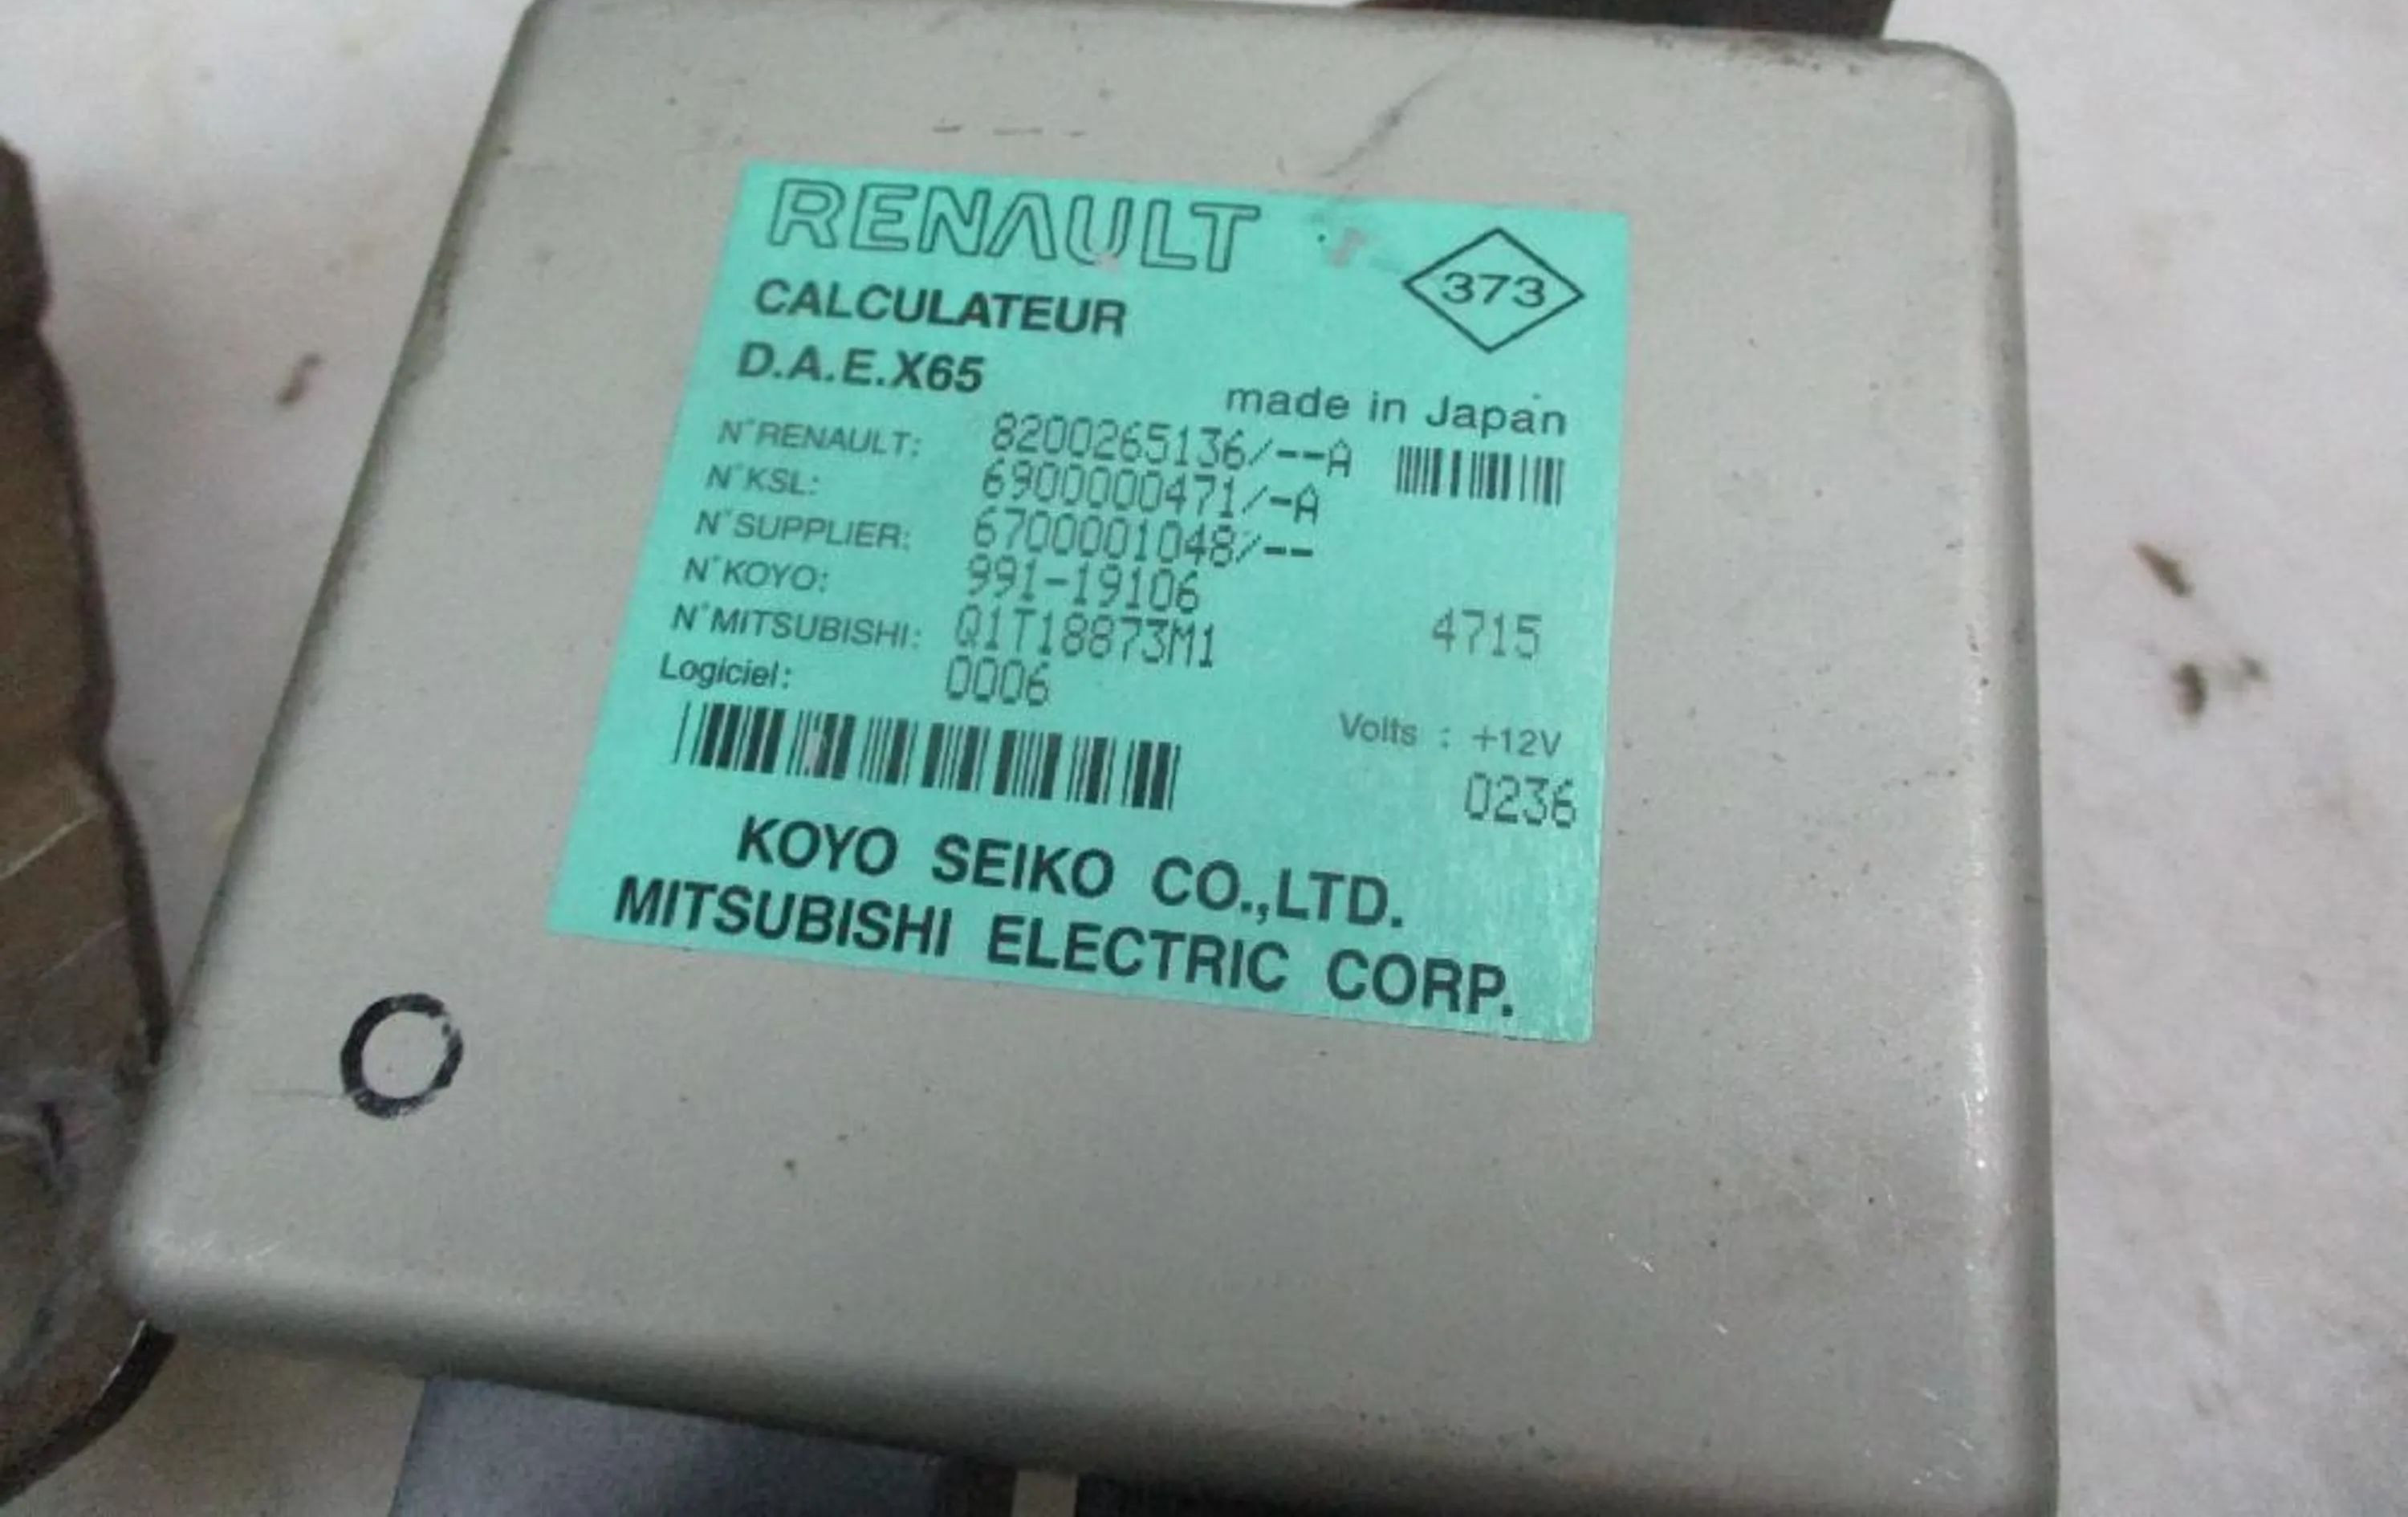 RENAULT
373
CALCULATEUR
D.A.E.X65
made in Japan
N°RENAULT: 8200265136/--A
N°KSL: 6900000471/-A
N°SUPPLIER: 6700001048/--
N°KOYO: 991-19106
N°MITSUBISHI: Q1T18873M1 4715
Logiciel: 0006
Volts : +12V
0236
KOYO SEIKO CO.,LTD.
MITSUBISHI ELECTRIC CORP.